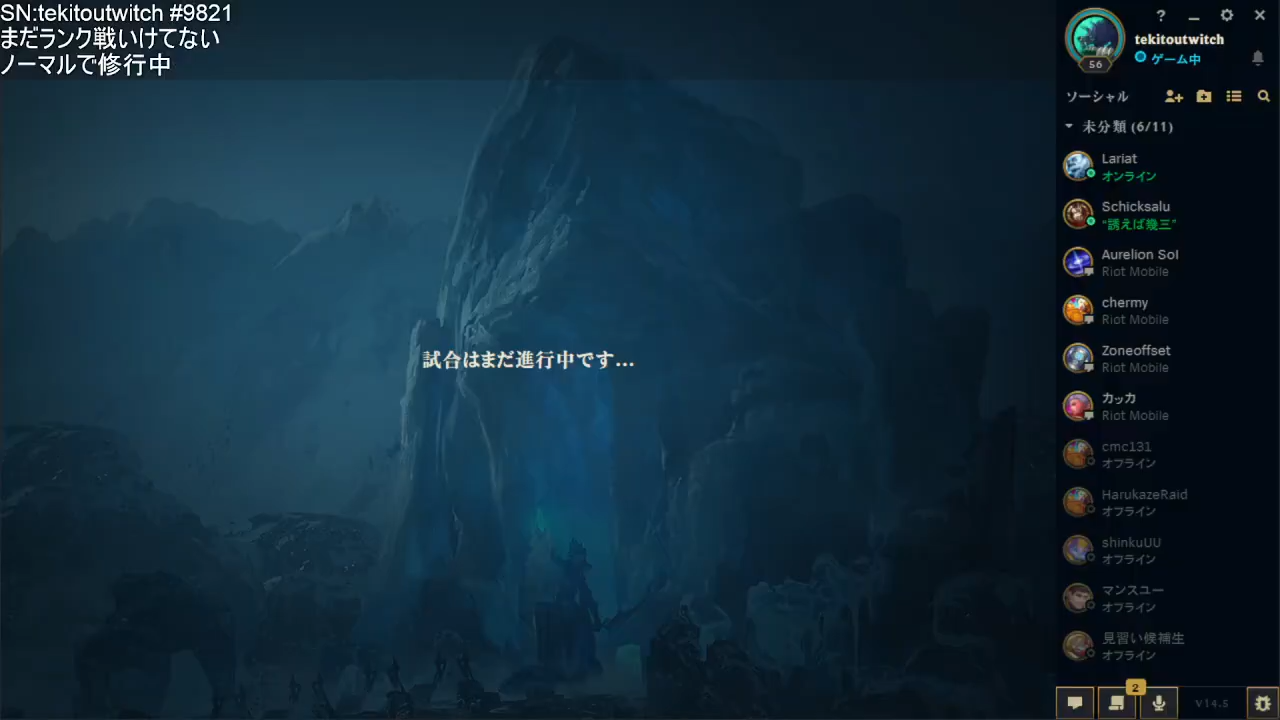 SN:tekitoutwitch #9821
まだランク戦いけてない
ノーマルで修行中
試合はまだ進行中です...
?
tekitoutwitch
56
ゲーム中
ソーシャル
未分類 (6/11)
Lariat
オンライン
Schicksalu
"誘えば幾三"
Aurelion Sol
Riot Mobile
chermy
Riot Mobile
Zoneoffset
Riot Mobile
カッカ
Riot Mobile
cmc131
オフライン
HarukazeRaid
オフライン
shinkuUU
オフライン
マンスユー
オフライン
見習い候補生
オフライン
2
V14.5